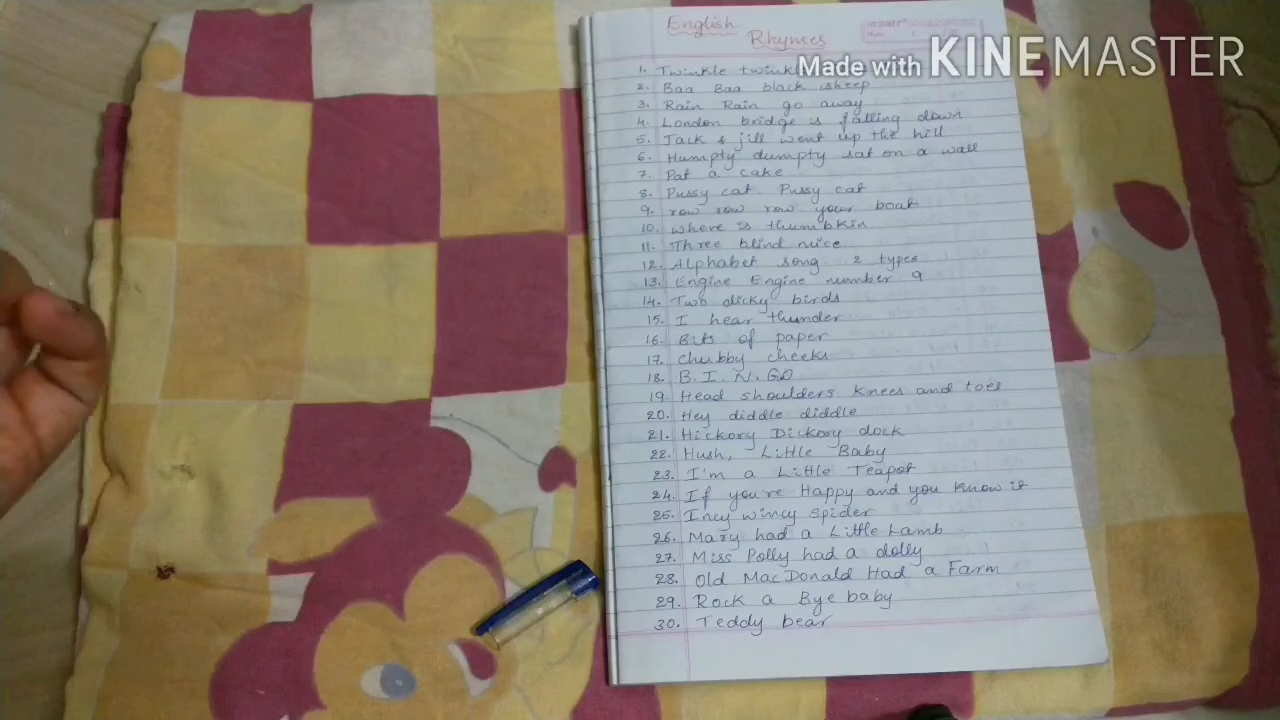 English
Rhymes
Made with KINEMASTER
1. Twinkle twinkle
2. Baa Baa black sheep
3. Rain Rain go away
4. London bridge is falling down
5. Jack & jill went up the hill
6. Humpty dumpty sat on a wall
7. Pat a cake
8. Pussy cat Pussy cat
9. row row row your boat
10. where is thumbkin
11. Three blind mice
12. Alphabet song. 2 types
13. Engine Engine number 9
14. Two dicky birds
15. I hear thunder
16. Bits of paper
17. Chubby cheeks
18. B.I.N.GO
19. Head shoulders Knees and toes
20. Hey diddle diddle
21. Hickory Dickory dock
22. Hush, Little Baby
23. I'm a Little Teapot
24. If you're Happy and you Know it
25. Incy wincy Spider
26. Mary had a Little Lamb
27. Miss Polly had a dolly
28. Old MacDonald Had a Farm
29. Rock a Bye baby
30. Teddy bear